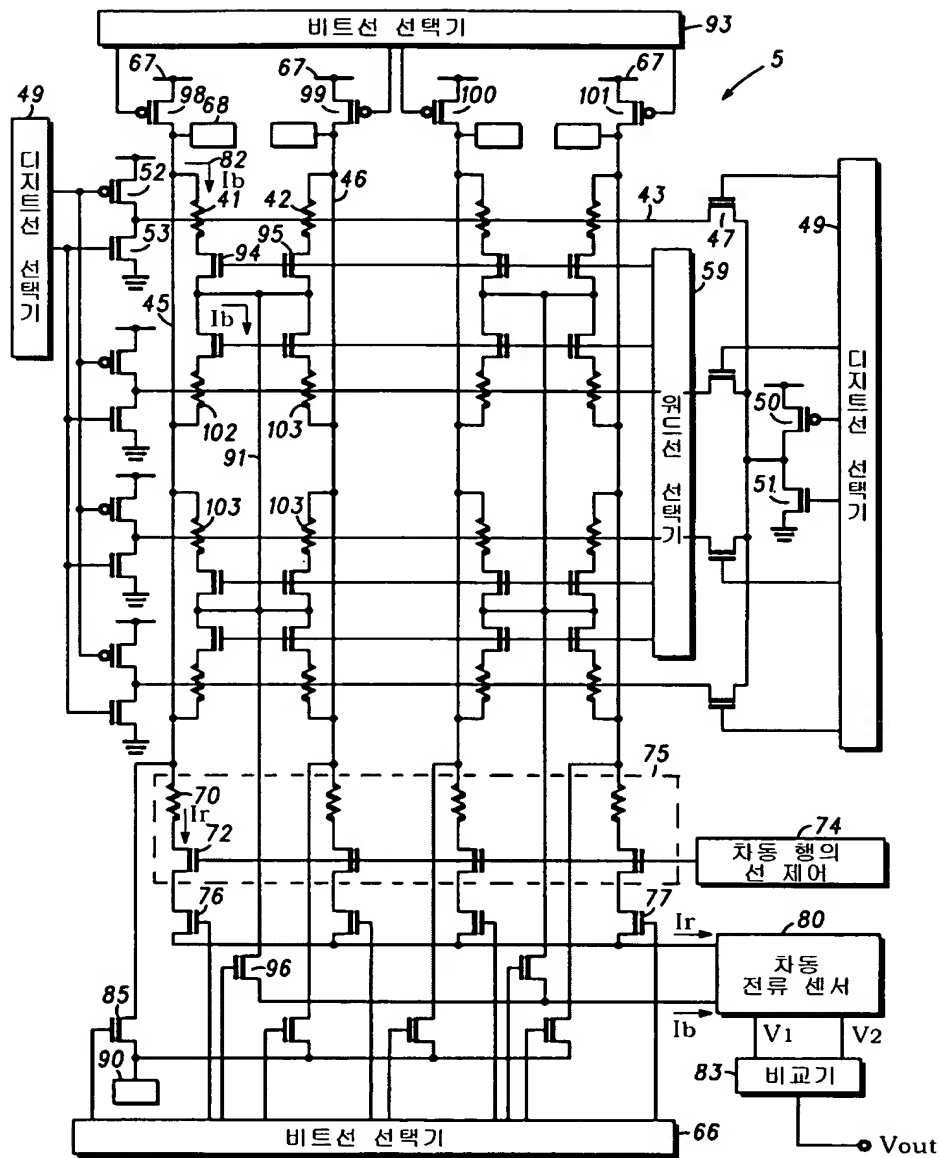 비트선 선택기
93
67
67
67
5
98
68
99
100
101
49
디지트선 선택기
52
53
82
Ib
41
42
46
43
47
49
디지트선 선택기
94
95
59
워드선 선택기
45
Ib
102
103
91
50
51
103
103
75
70
Ir
72
74
차동 행의
선 제어
76
77
Ir
80
차동
전류 센서
96
85
Ib
V1
V2
90
83
비교기
비트선 선택기
66
Vout